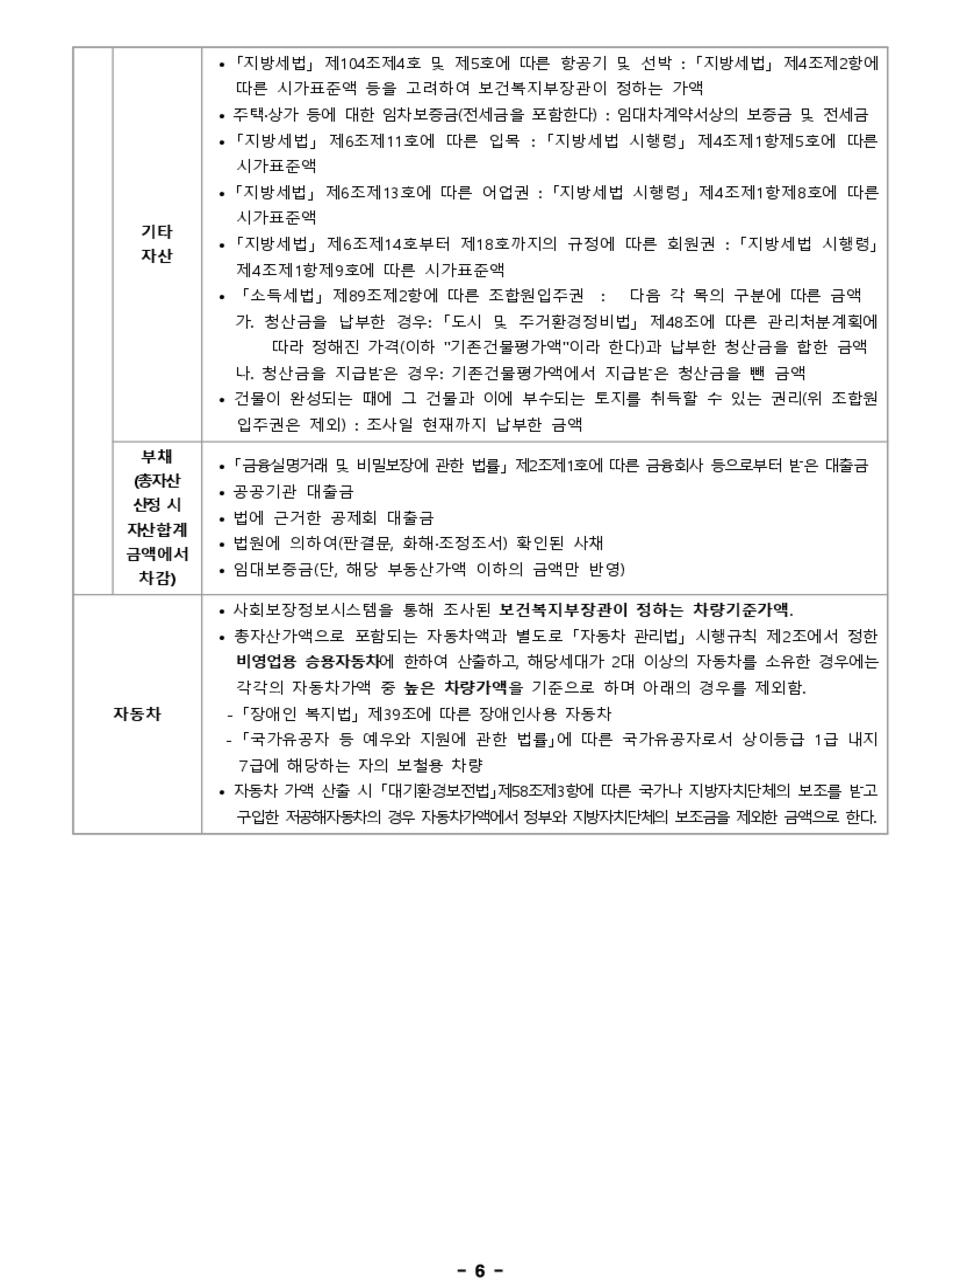 • 「지방세법」 제104조제4호 및 제5호에 따른 항공기 및 선박 : 「지방세법」 제4조제2항에
따른 시가표준액 등을 고려하여 보건복지부장관이 정하는 가액
• 주택·상가 등에 대한 임차보증금(전세금을 포함한다) : 임대차계약서상의 보증금 및 전세금
• 「지방세법」 제6조제11호에 따른 입목 : 「지방세법 시행령」 제4조제1항제5호에 따른
시가표준액
• 「지방세법」 제6조제13호에 따른 어업권 : 「지방세법 시행령」 제4조제1항제8호에 따른
시가표준액
기타
자산
• 「지방세법」 제6조제14호부터 제18호까지의 규정에 따른 회원권 : 「지방세법 시행령」
제4조제1항제9호에 따른 시가표준액
• 「소득세법」 제89조제2항에 따른 조합원입주권 : 다음 각 목의 구분에 따른 금액
가. 청산금을 납부한 경우: 「도시 및 주거환경정비법」 제48조에 따른 관리처분계획에
따라 정해진 가격(이하 "기존건물평가액"이라 한다)과 납부한 청산금을 합한 금액
나. 청산금을 지급받은 경우: 기존건물평가액에서 지급받은 청산금을 뺀 금액
• 건물이 완성되는 때에 그 건물과 이에 부수되는 토지를 취득할 수 있는 권리(위 조합원
입주권은 제외) : 조사일 현재까지 납부한 금액
부채
(총자산
산정 시
자산합계
금액에서
차감)
• 「금융실명거래 및 비밀보장에 관한 법률」 제2조제1호에 따른 금융회사 등으로부터 받은 대출금
• 공공기관 대출금
• 법에 근거한 공제회 대출금
• 법원에 의하여(판결문, 화해·조정조서) 확인된 사채
• 임대보증금(단, 해당 부동산가액 이하의 금액만 반영)
자동차
• 사회보장정보시스템을 통해 조사된 보건복지부장관이 정하는 차량기준가액.
• 총자산가액으로 포함되는 자동차액과 별도로 「자동차 관리법」 시행규칙 제2조에서 정한
비영업용 승용자동차에 한하여 산출하고, 해당세대가 2대 이상의 자동차를 소유한 경우에는
각각의 자동차가액 중 높은 차량가액을 기준으로 하며 아래의 경우를 제외함.
- 「장애인 복지법」 제39조에 따른 장애인사용 자동차
- 「국가유공자 등 예우와 지원에 관한 법률」에 따른 국가유공자로서 상이등급 1급 내지
7급에 해당하는 자의 보철용 차량
• 자동차 가액 산출 시 「대기환경보전법」제58조제3항에 따른 국가나 지방자치단체의 보조를 받고
구입한 저공해자동차의 경우 자동차가액에서 정부와 지방자치단체의 보조금을 제외한 금액으로 한다.
- 6 -